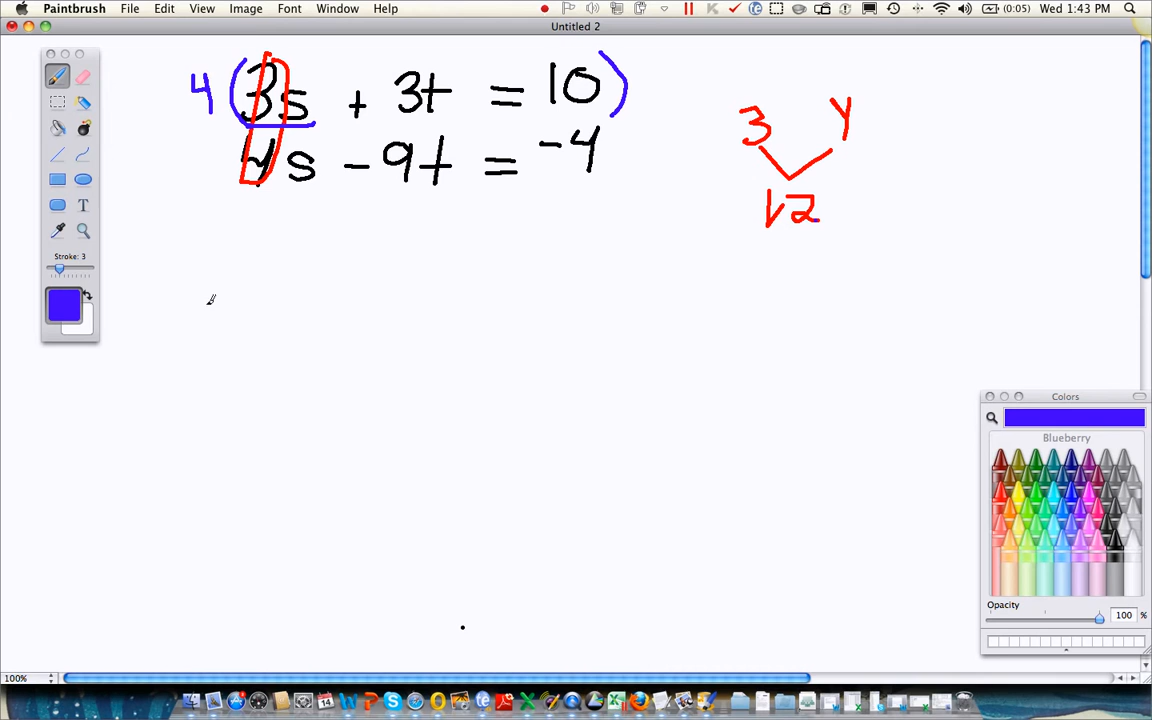 Paintbrush File Edit View Image Font Window Help (0:05) Wed 1:43 PM
Untitled 2
4 (3s + 3t = 10)
4s - 9t = -4
3 4
12
T
Stroke: 3
Colors
Blueberry
Opacity
100 %
100%